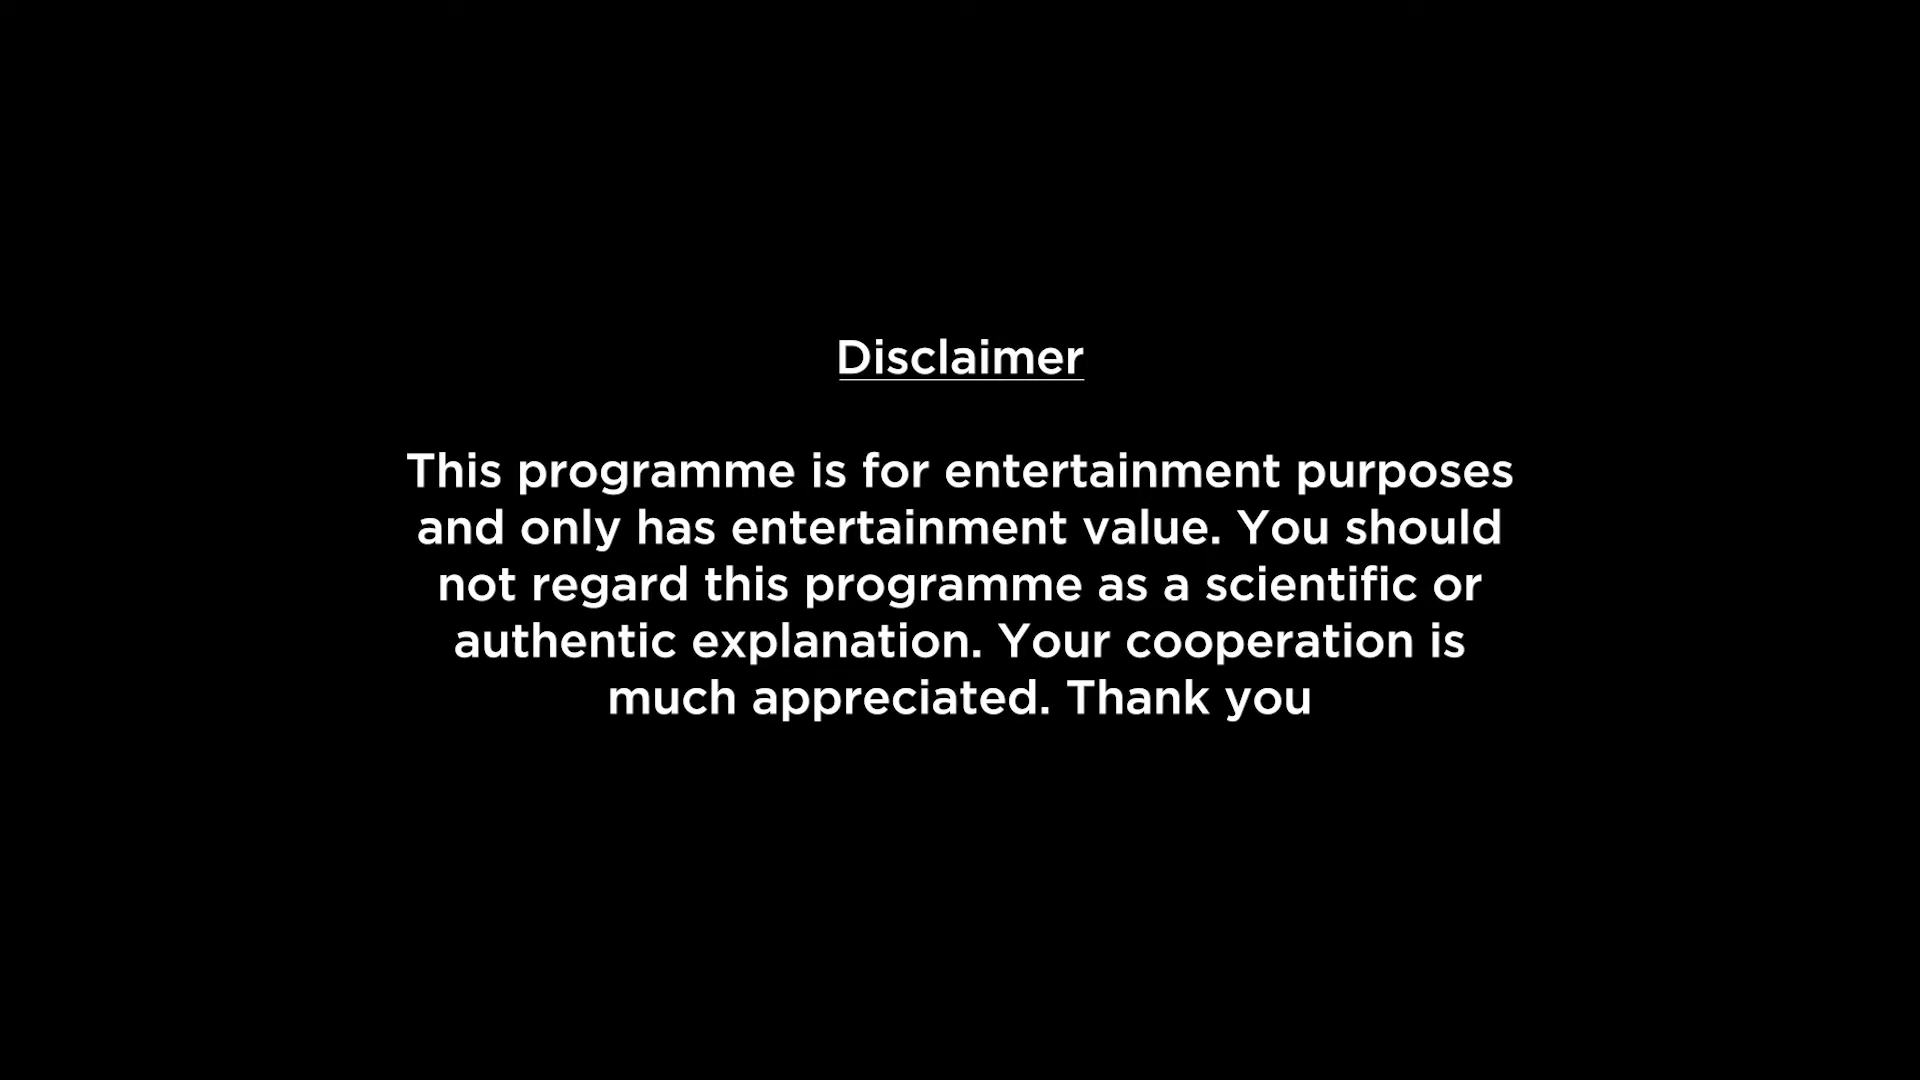 Disclaimer
This programme is for entertainment purposes
and only has entertainment value. You should
not regard this programme as a scientific or
authentic explanation. Your cooperation is
much appreciated. Thank you